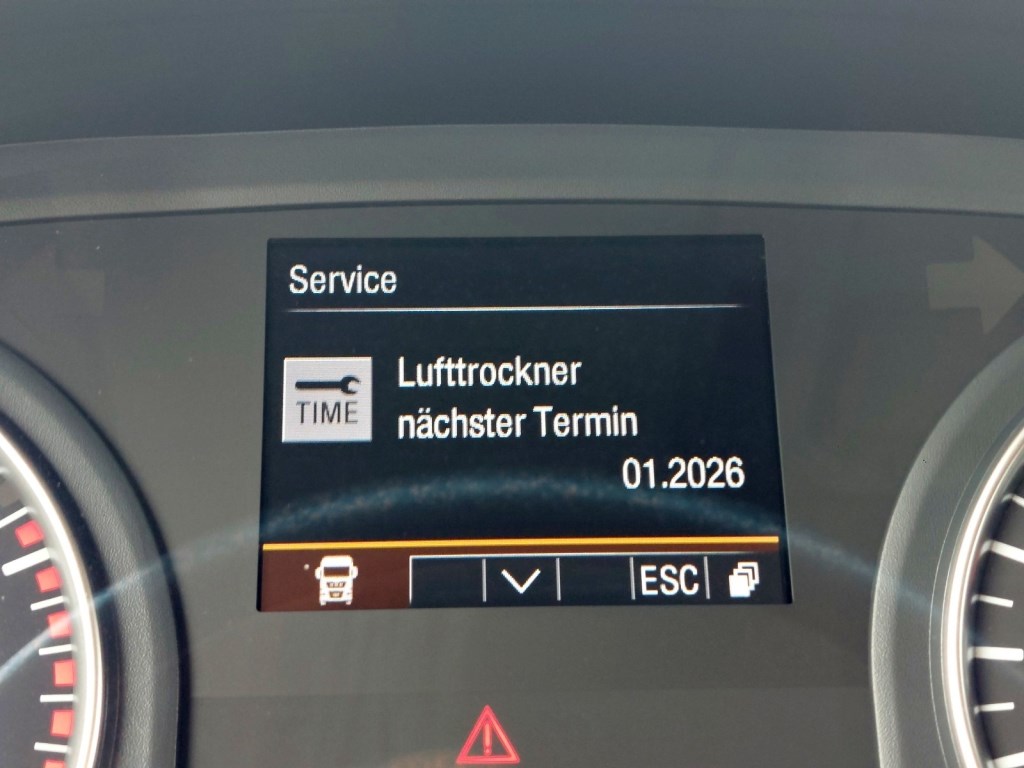 Service
TIME
Lufttrockner
nächster Termin
01.2026
ESC